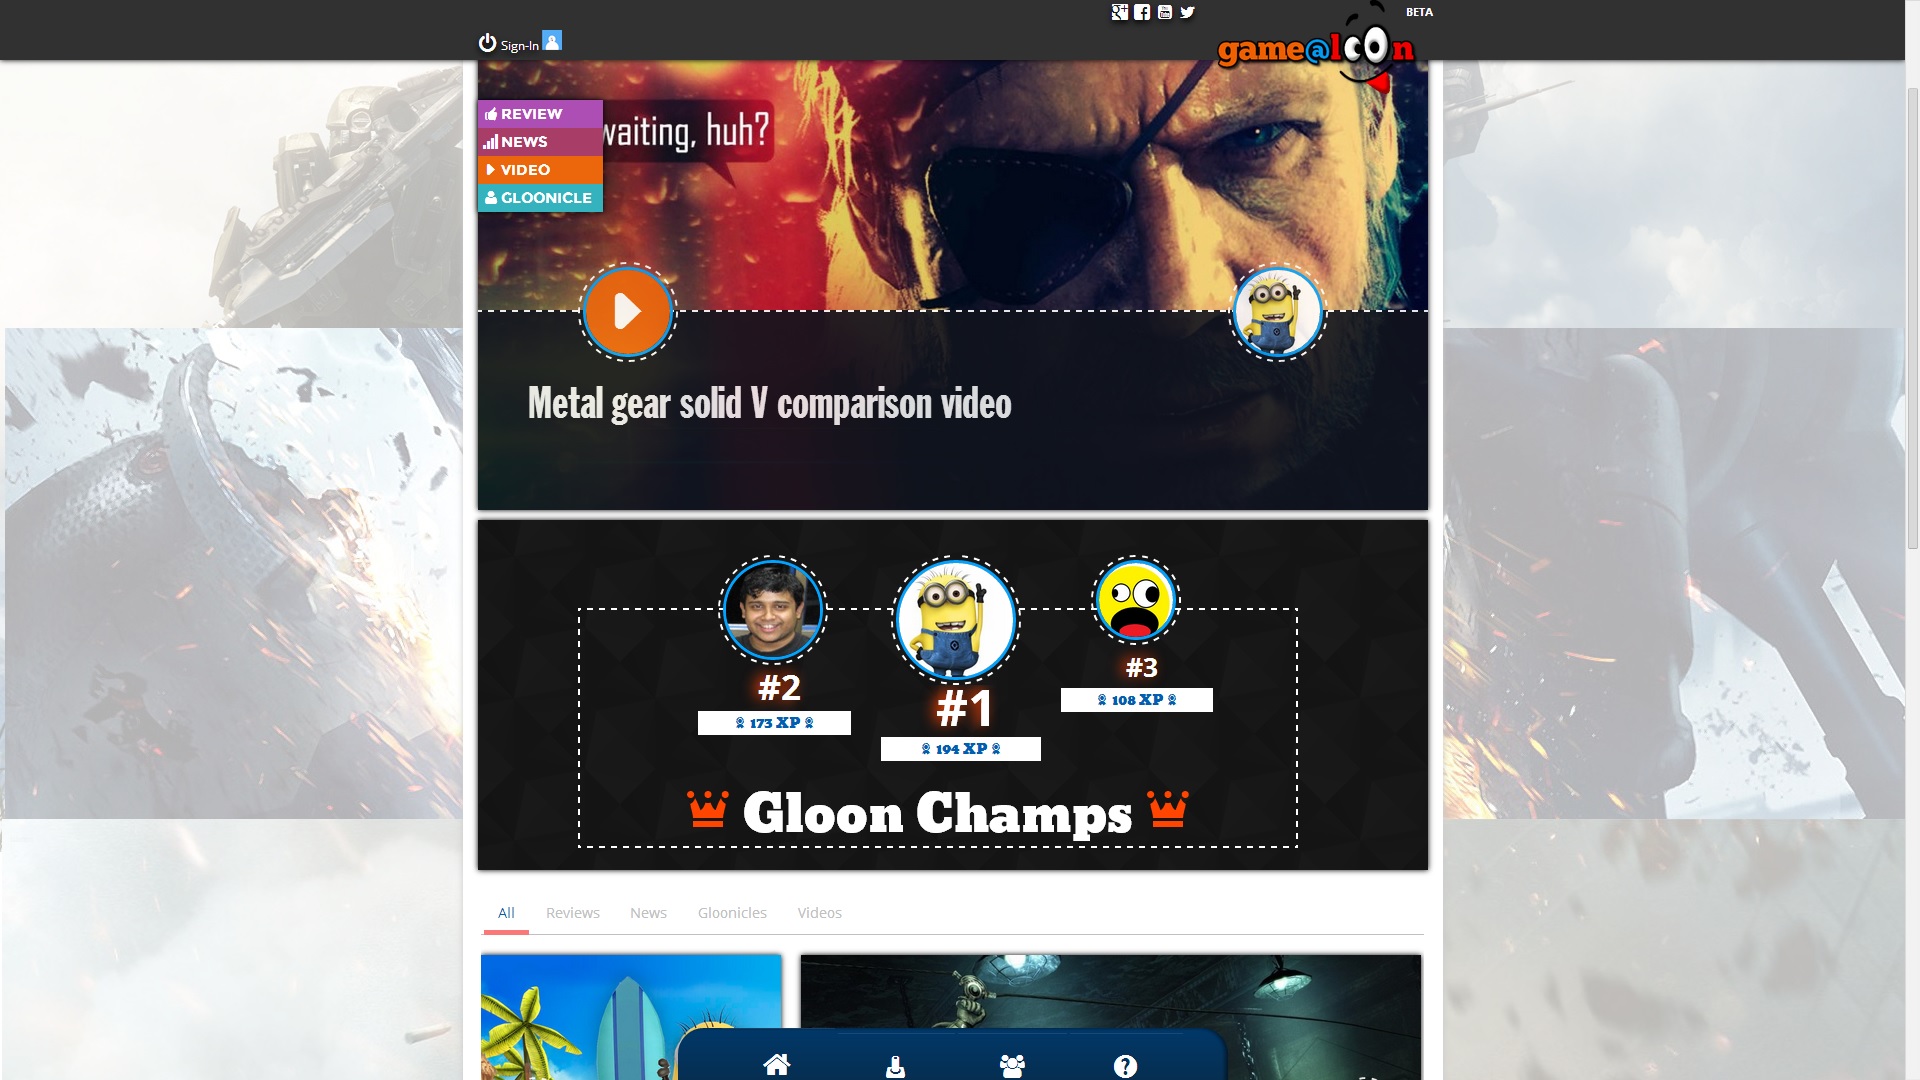 BETA
Sign-In
game@loon
REVIEW
NEWS
VIDEO
GLOONICLE
waiting, huh?
Metal gear solid V comparison video
#2
173 XP
#1
194 XP
#3
108 XP
Gloon Champs
All Reviews News Gloonicles Videos
?